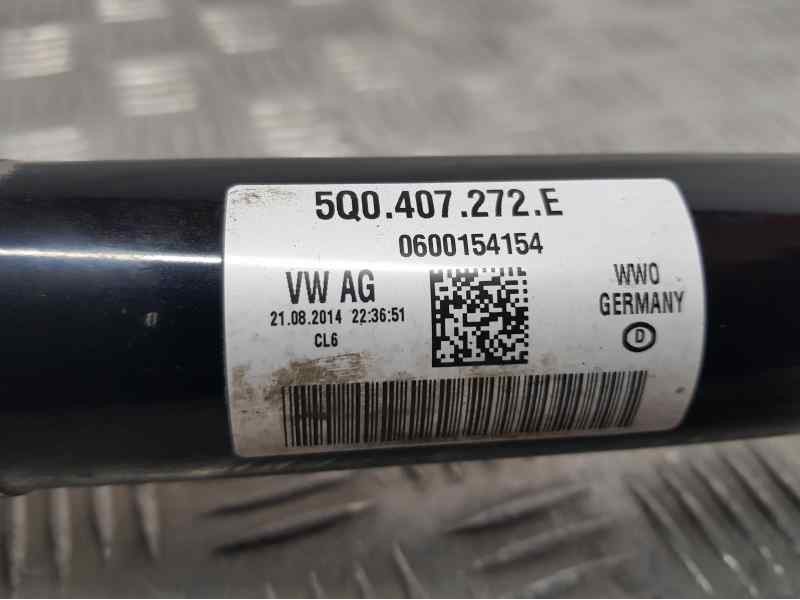 5Q0.407.272.E
0600154154
VW AG
21.08.2014 22:36:51
CL6
WWO
GERMANY
D